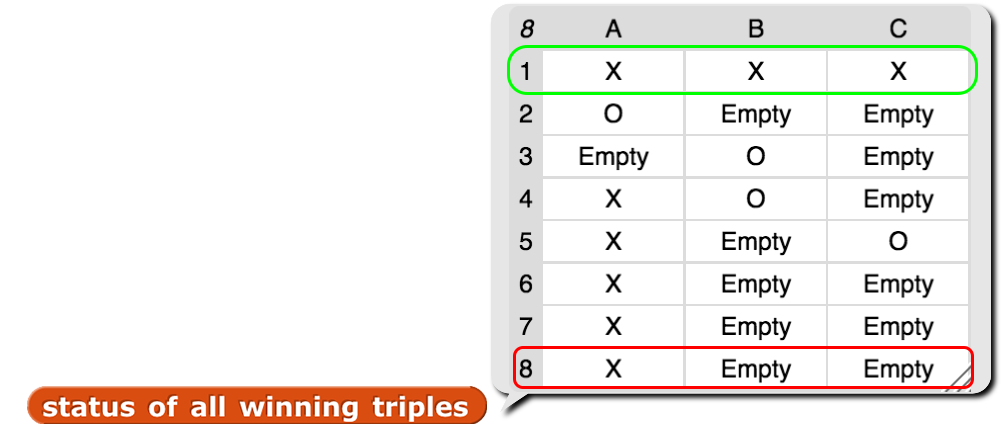 8 A B C
1 X X X
2 O Empty Empty
3 Empty O Empty
4 X O Empty
5 X Empty O
6 X Empty Empty
7 X Empty Empty
8 X Empty Empty
status of all winning triples